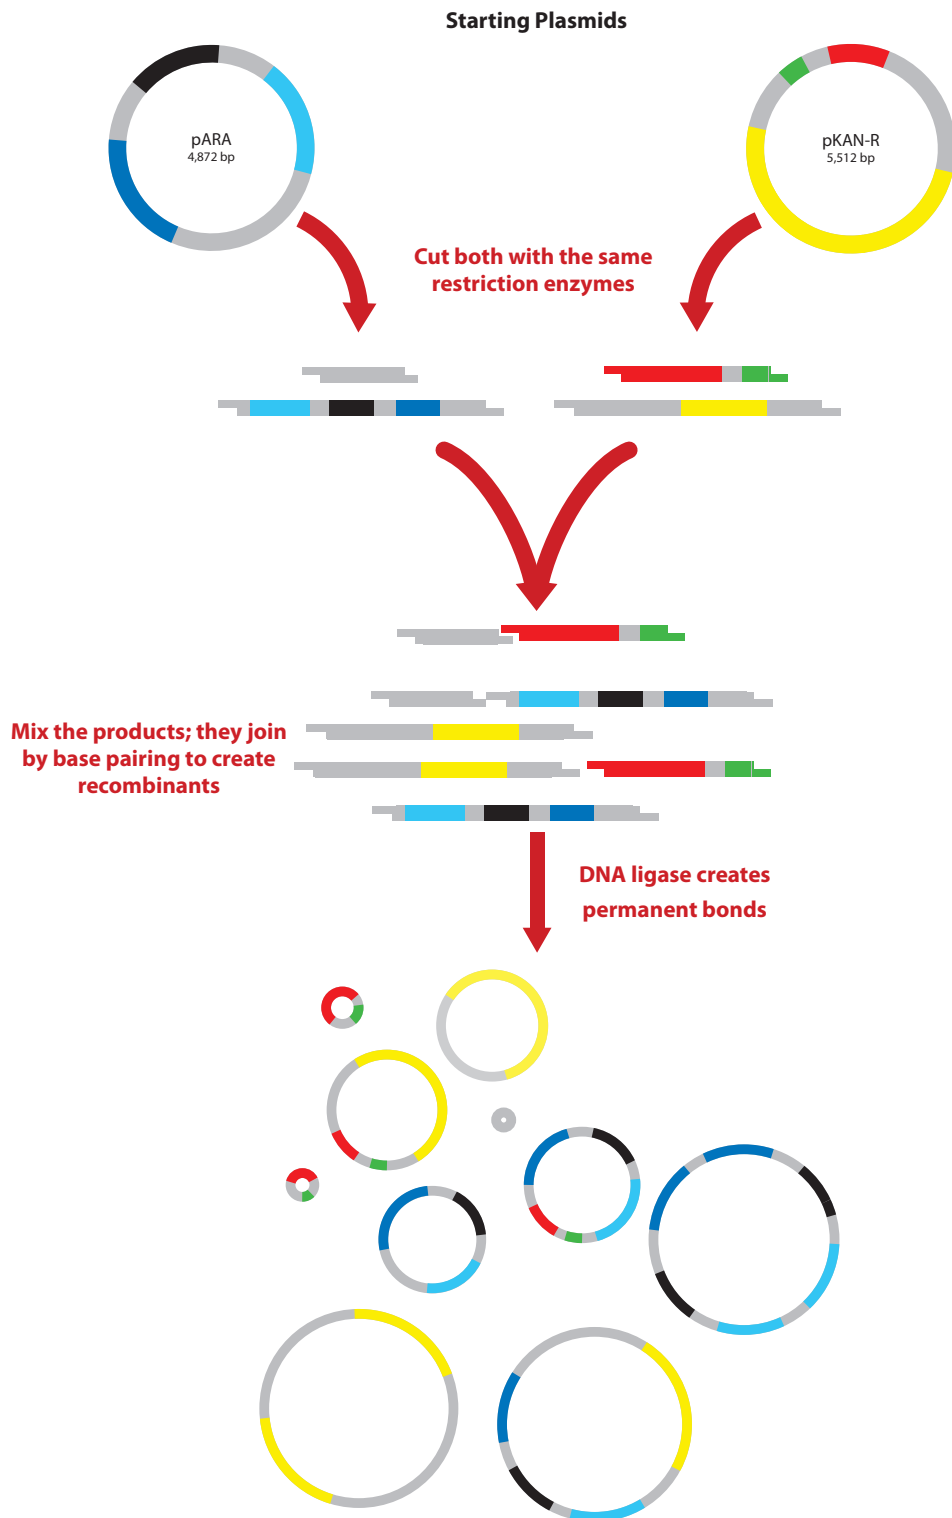 Starting Plasmids
pARA
4,872 bp
pKAN-R
5,512 bp
Cut both with the same
restriction enzymes
Mix the products; they join
by base pairing to create
recombinants
DNA ligase creates
permanent bonds